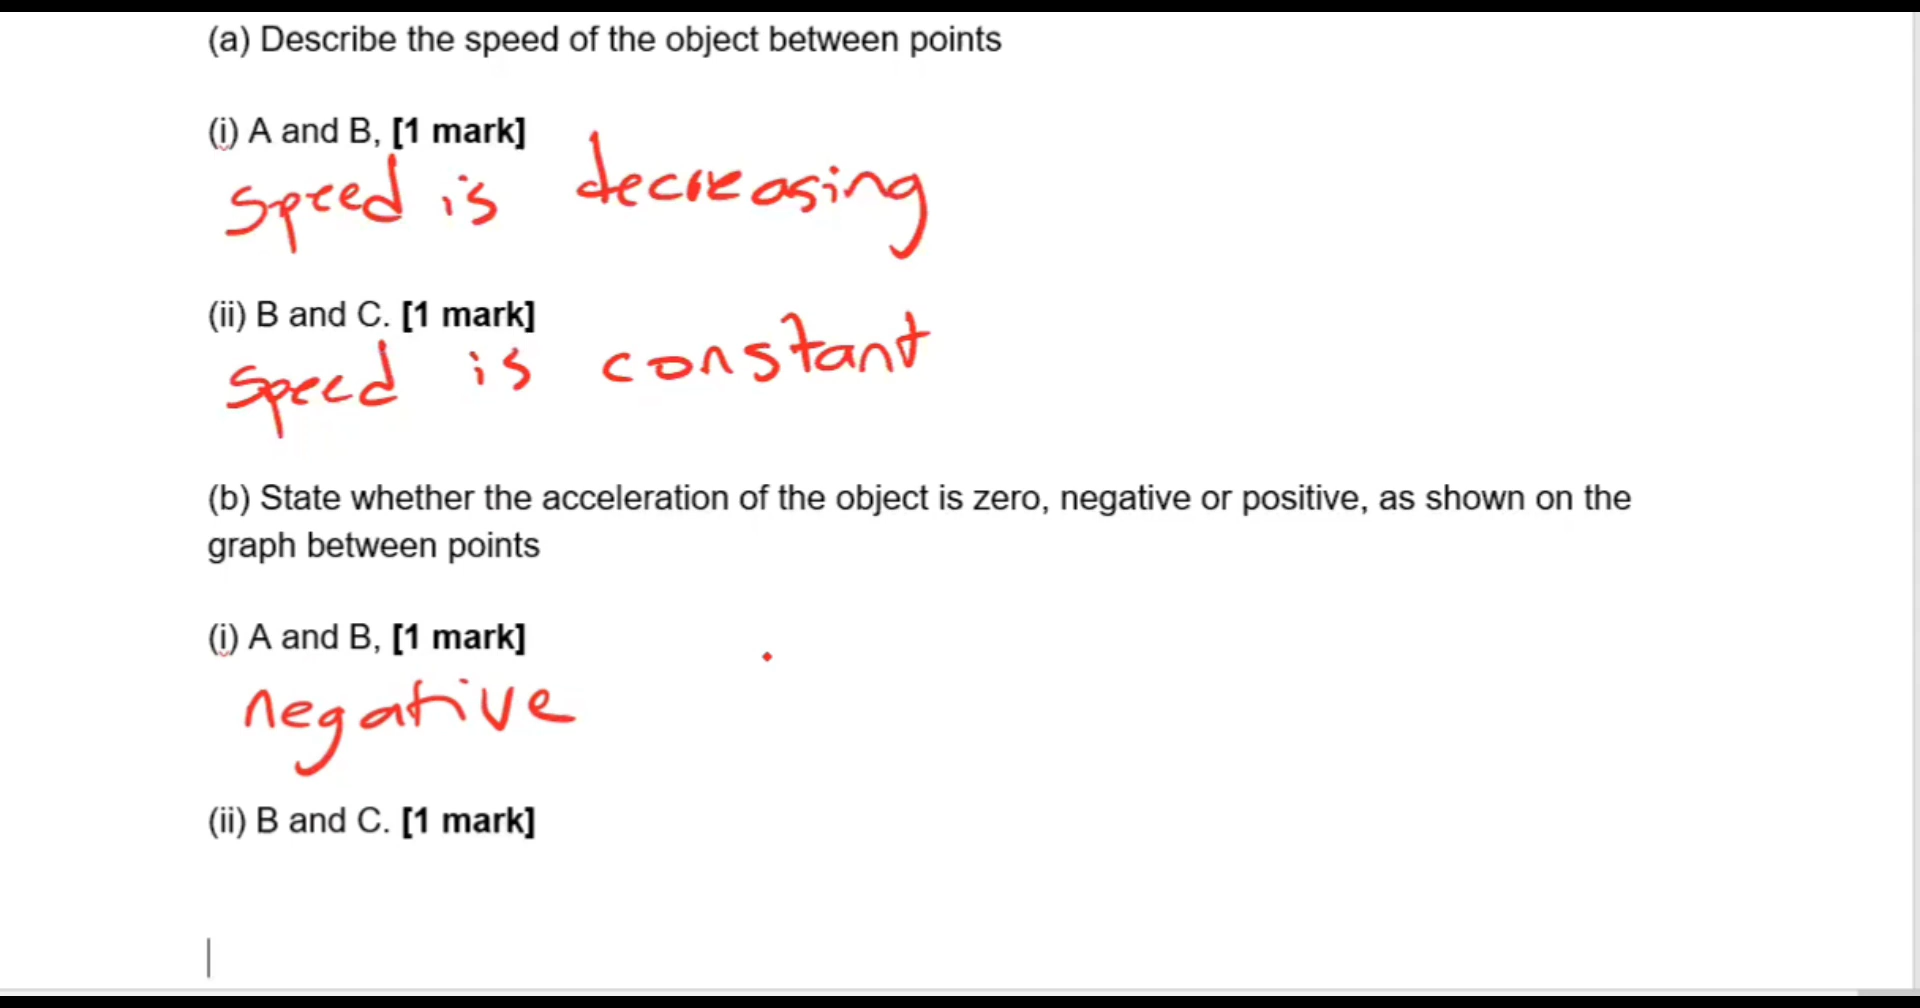 (a) Describe the speed of the object between points
(i) A and B, [1 mark]
speed is decreasing
(ii) B and C. [1 mark]
speed is constant
(b) State whether the acceleration of the object is zero, negative or positive, as shown on the
graph between points
(i) A and B, [1 mark]
negative
(ii) B and C. [1 mark]